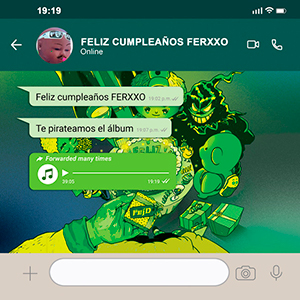 19:19
FELIZ CUMPLEAÑOS FERXXO
Online
Feliz cumpleaños FERXXO 19:02 p.m.
Te pirateamos el álbum 19:07 p.m.
Forwarded many times
39:05 19:19
Fejd